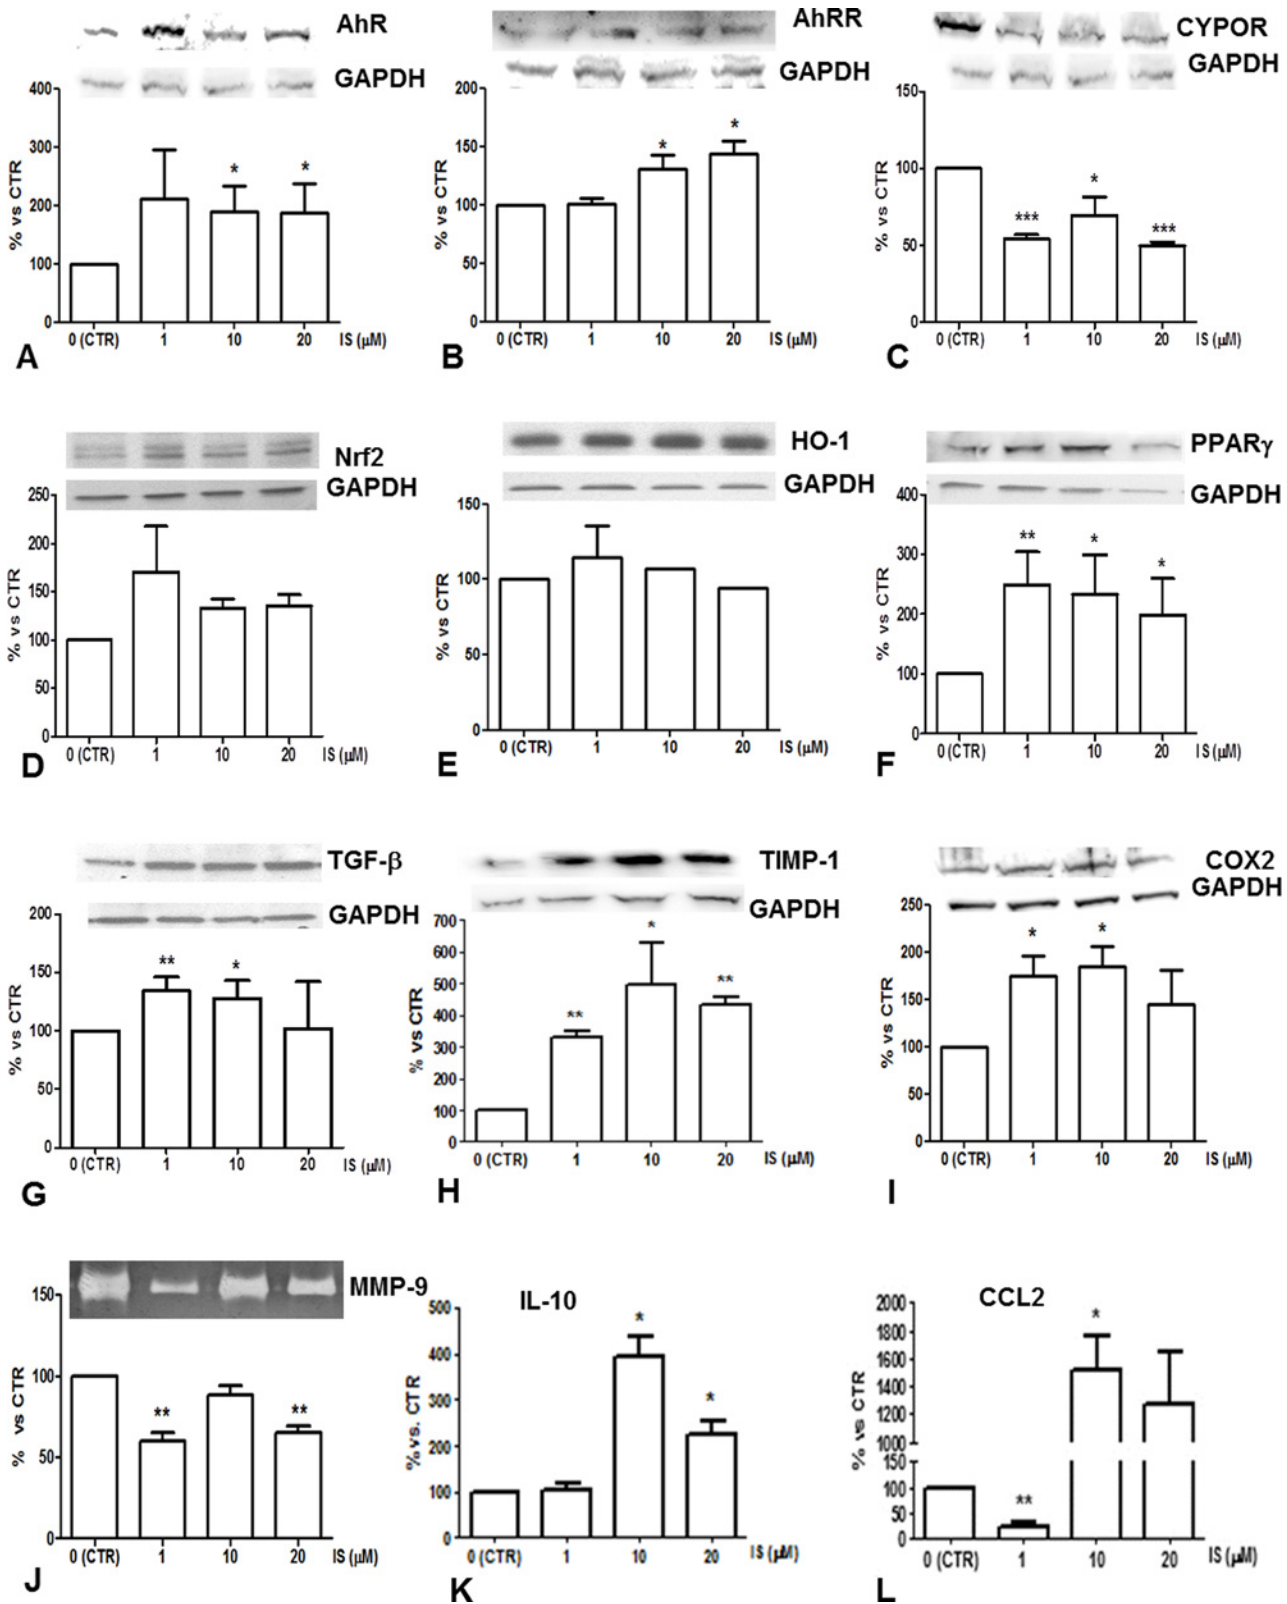 AhR
GAPDH
400
300
200
100
0
% vs CTR
* *
0 (CTR) 1 10 20 IS (μM)
A
AhRR
GAPDH
200
150
100
50
0
% vs CTR
* *
0 (CTR) 1 10 20 IS (μM)
B
CYPOR
GAPDH
150
100
50
0
% vs CTR
*** * ***
0 (CTR) 1 10 20 IS (μM)
C
Nrf2
GAPDH
250
200
150
100
50
0
% vs CTR
0 (CTR) 1 10 20 IS (μM)
D
HO-1
GAPDH
150
100
50
0
% vs CTR
0 (CTR) 1 10 20 IS (μM)
E
PPARγ
GAPDH
400
300
200
100
0
% vs CTR
** * *
0 (CTR) 1 10 20 IS (μM)
F
TGF-β
GAPDH
200
150
100
50
0
% vs CTR
** *
0 (CTR) 1 10 20 IS (μM)
G
TIMP-1
GAPDH
700
600
500
400
300
200
100
0
% vs CTR
** * **
0 (CTR) 1 10 20 IS (μM)
H
COX2
GAPDH
250
200
150
100
50
0
% vs CTR
* *
0 (CTR) 1 10 20 IS (μM)
I
MMP-9
150
100
50
0
% vs CTR
** **
0 (CTR) 1 10 20 IS (μM)
J
IL-10
500
400
300
200
100
0
% vs. CTR
* *
0 (CTR) 1 10 20 IS (μM)
K
CCL2
2000
1800
1600
1400
1200
1000
150
100
50
0
% vs CTR
** *
0 (CTR) 1 10 20 IS (μM)
L